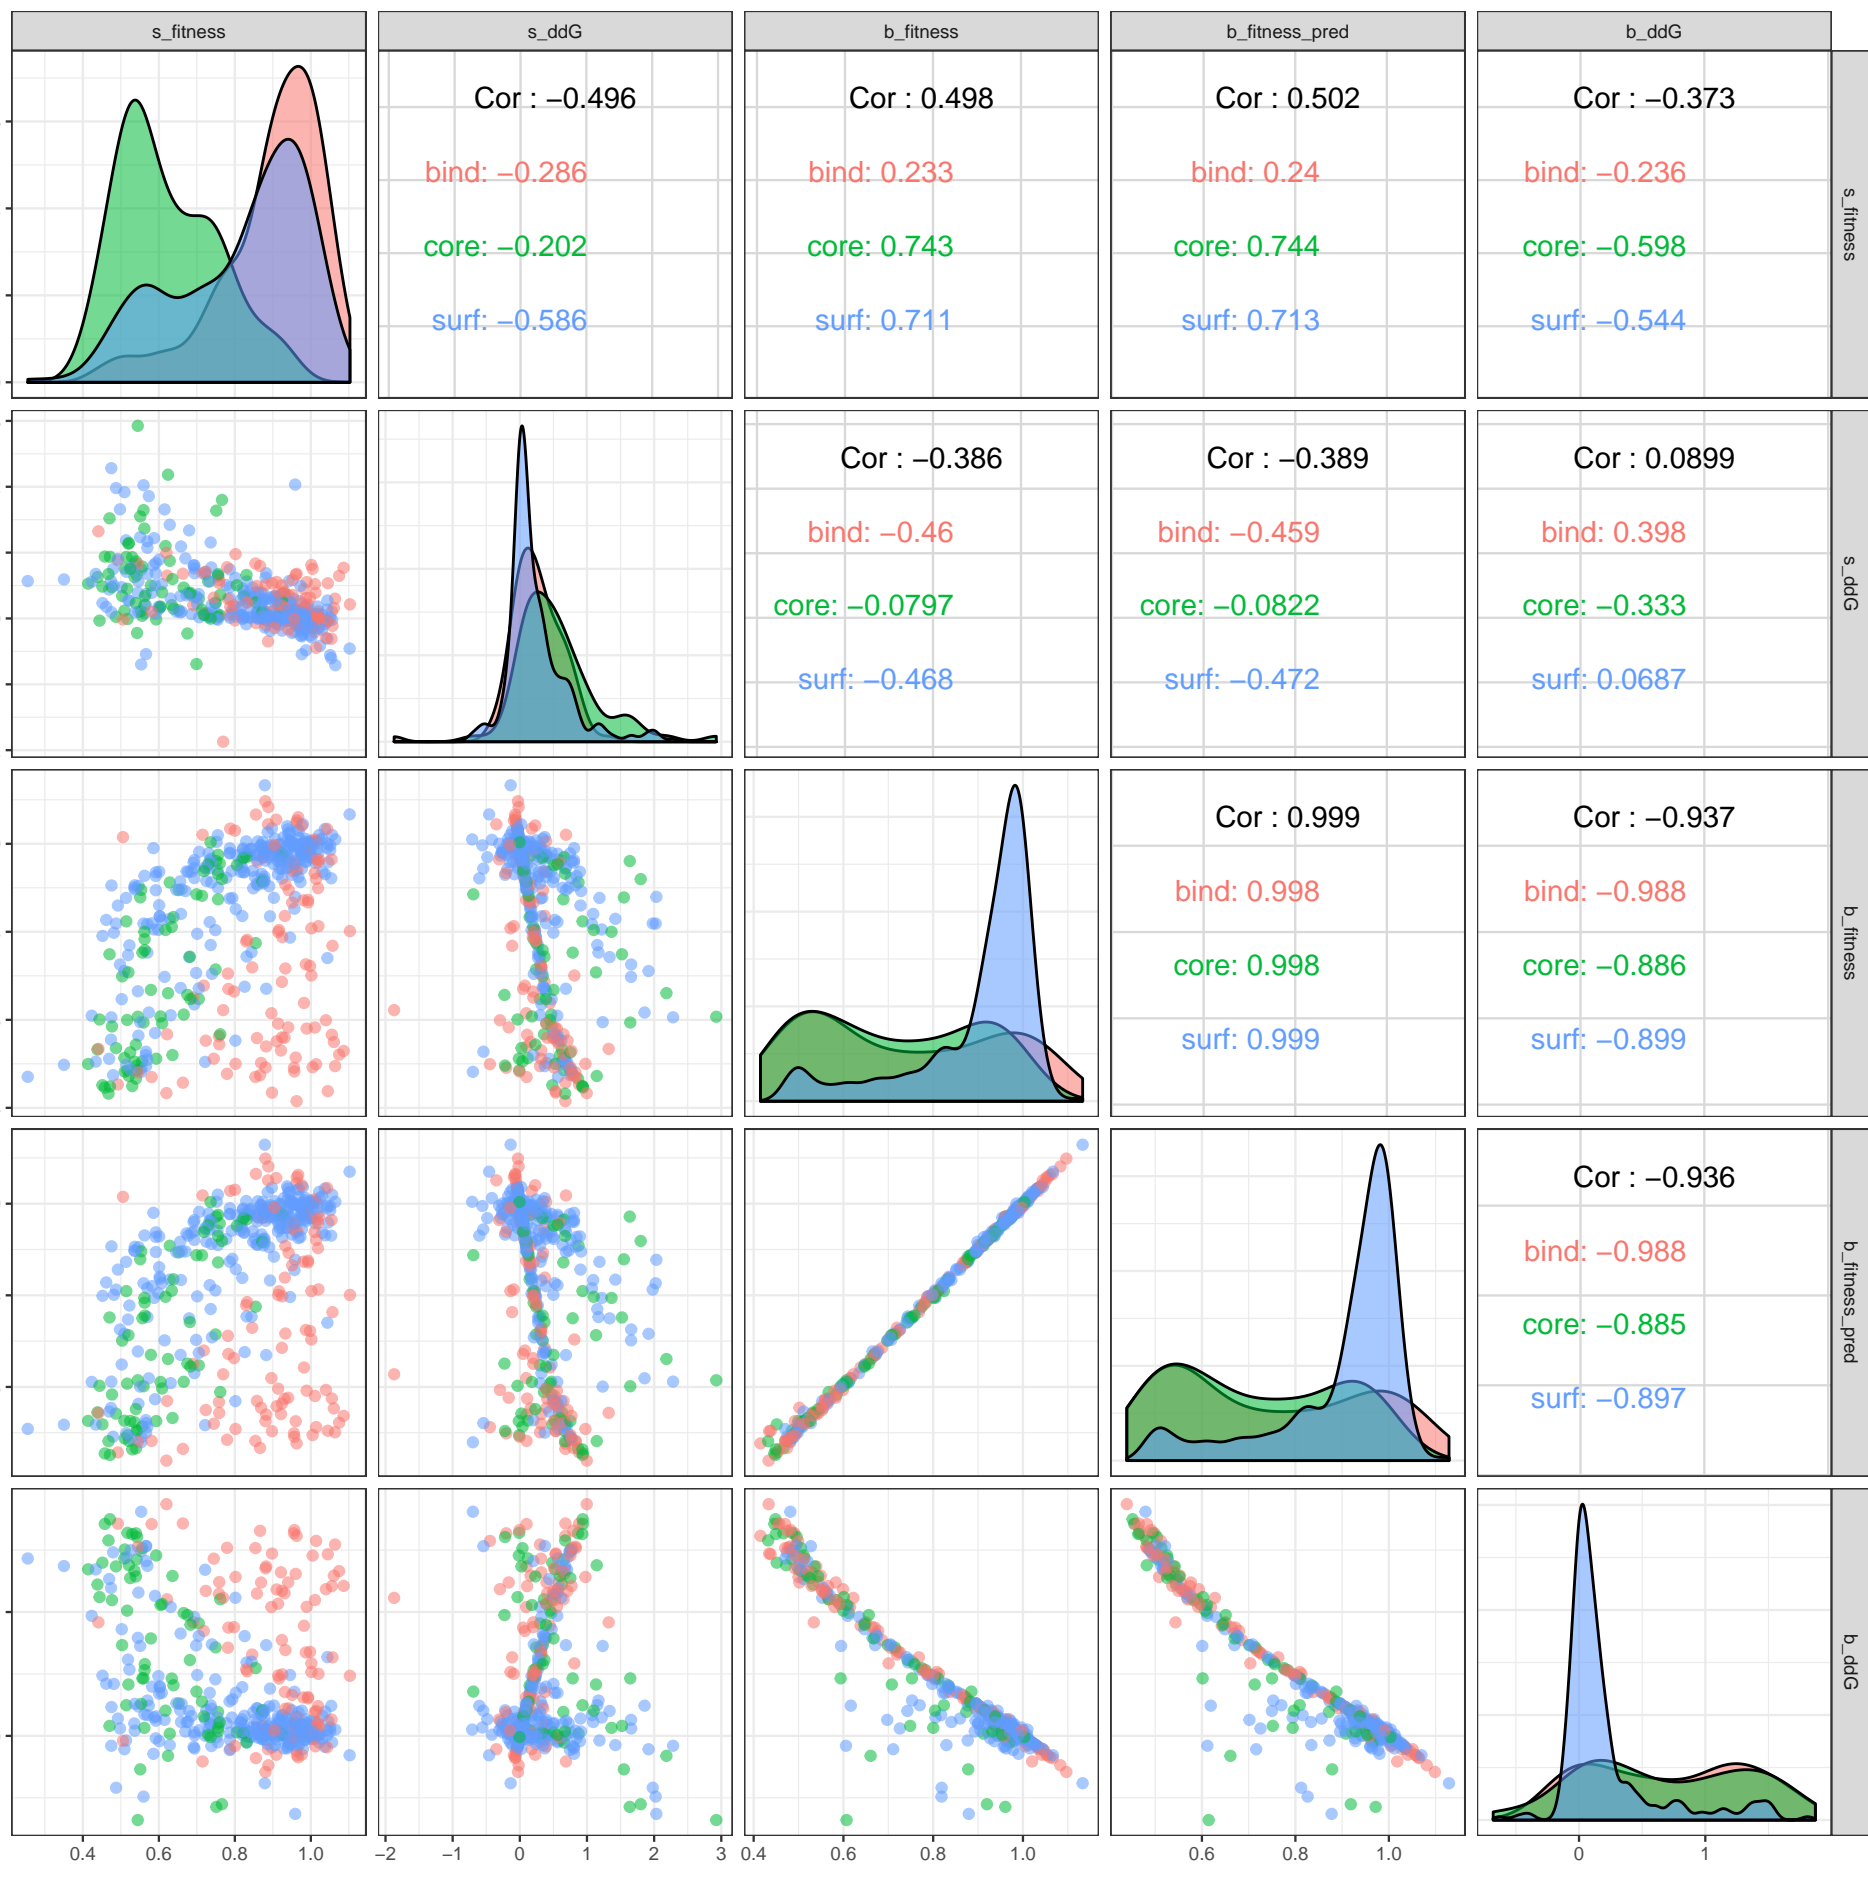 s_fitness s_ddG b_fitness b_fitness_pred b_ddG
Cor : −0.496 Cor : 0.498 Cor : 0.502 Cor : −0.373
bind: −0.286 bind: 0.233 bind: 0.24 bind: −0.236
core: −0.202 core: 0.743 core: 0.744 core: −0.598
surf: −0.586 surf: 0.711 surf: 0.713 surf: −0.544
s_fitness
Cor : −0.386 Cor : −0.389 Cor : 0.0899
bind: −0.46 bind: −0.459 bind: 0.398
core: −0.0797 core: −0.0822 core: −0.333
surf: −0.468 surf: −0.472 surf: 0.0687
s_ddG
Cor : 0.999 Cor : −0.937
bind: 0.998 bind: −0.988
core: 0.998 core: −0.886
surf: 0.999 surf: −0.899
b_fitness
Cor : −0.936
bind: −0.988
core: −0.885
surf: −0.897
b_fitness_pred
b_ddG
0.4 0.6 0.8 1.0 −2 −1 0 1 2 3 0.4 0.6 0.8 1.0 0.6 0.8 1.0 0 1